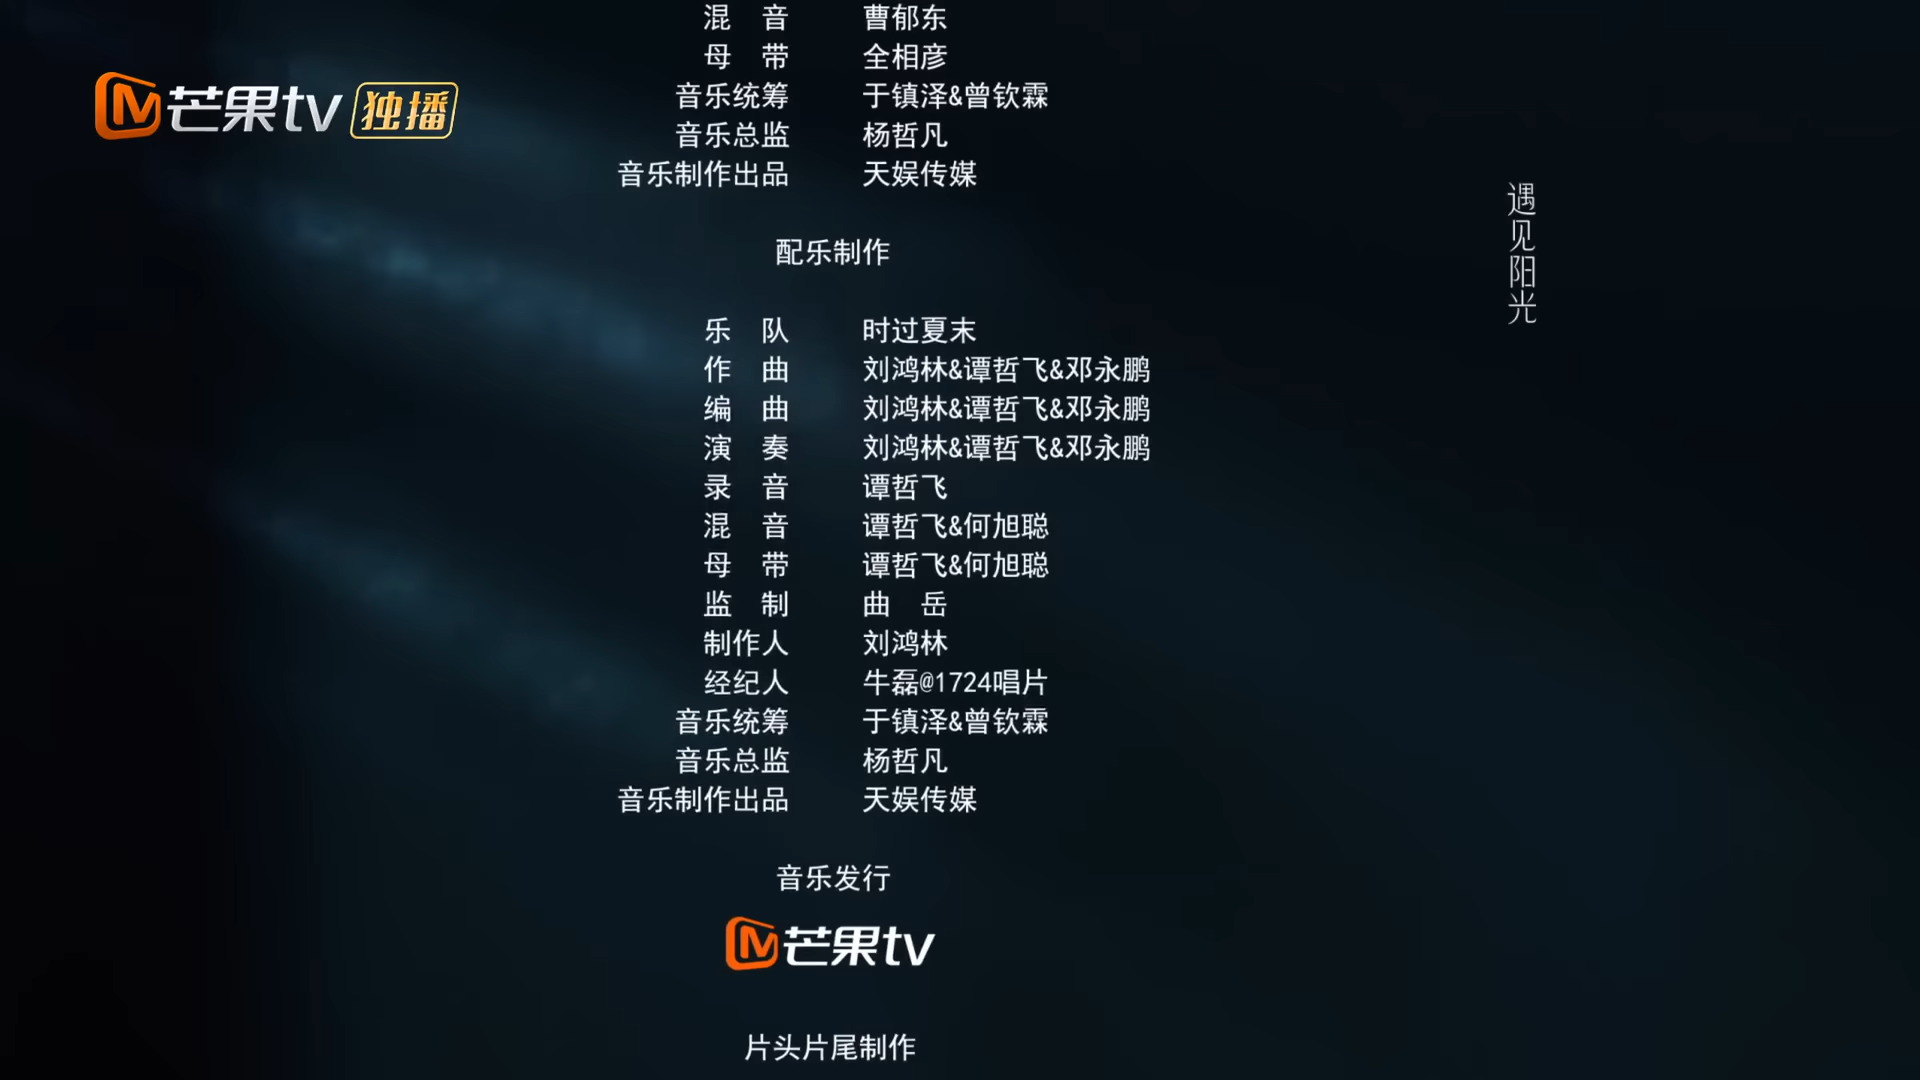 混 音 曹郁东
母 带 全相彦
音乐统筹 于镇泽&曾钦霖
音乐总监 杨哲凡
音乐制作出品 天娱传媒
芒果tv 独播
遇见阳光
配乐制作
乐 队 时过夏末
作 曲 刘鸿林&谭哲飞&邓永鹏
编 曲 刘鸿林&谭哲飞&邓永鹏
演 奏 刘鸿林&谭哲飞&邓永鹏
录 音 谭哲飞
混 音 谭哲飞&何旭聪
母 带 谭哲飞&何旭聪
监 制 曲 岳
制作人 刘鸿林
经纪人 牛磊@1724唱片
音乐统筹 于镇泽&曾钦霖
音乐总监 杨哲凡
音乐制作出品 天娱传媒
音乐发行
芒果tv
片头片尾制作